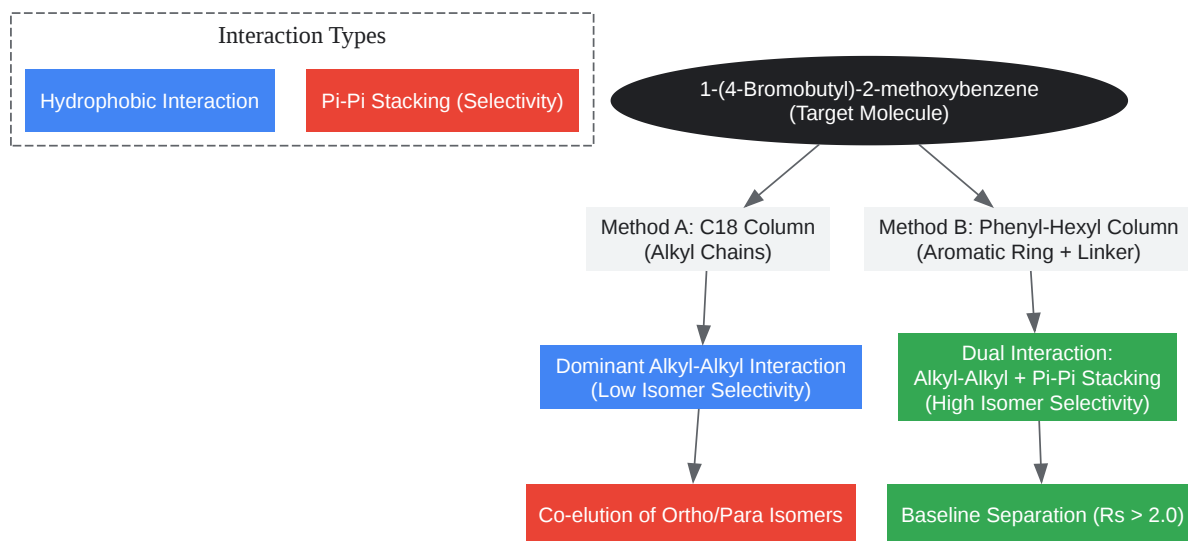 Interaction Types
Hydrophobic Interaction
Pi-Pi Stacking (Selectivity)
1-(4-Bromobutyl)-2-methoxybenzene
(Target Molecule)
Method A: C18 Column
(Alkyl Chains)
Method B: Phenyl-Hexyl Column
(Aromatic Ring + Linker)
Dominant Alkyl-Alkyl Interaction
(Low Isomer Selectivity)
Dual Interaction:
Alkyl-Alkyl + Pi-Pi Stacking
(High Isomer Selectivity)
Co-elution of Ortho/Para Isomers
Baseline Separation (Rs > 2.0)